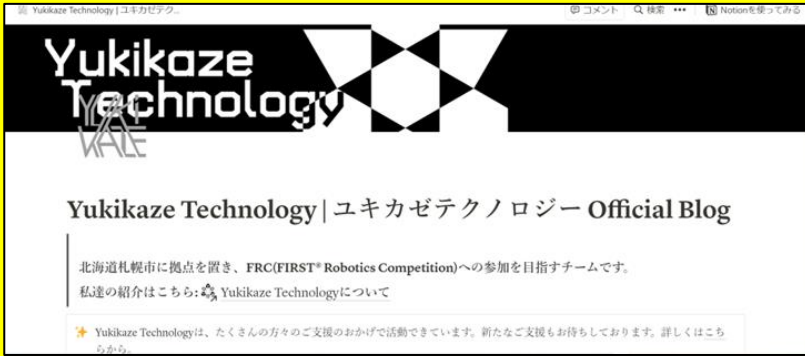 Yukikaze Technology | ユキカゼテク...
コメント 検索 ••• Notionを使ってみる
Yukikaze
Technology
YUKI
KAZE
Yukikaze Technology | ユキカゼテクノロジー Official Blog
北海道札幌市に拠点を置き、FRC(FIRST® Robotics Competition)への参加を目指すチームです。
私達の紹介はこちら: Yukikaze Technologyについて
✨ Yukikaze Technologyは、たくさんの方々のご支援のおかげで活動できています。新たなご支援もお待ちしております。詳しくはこち
らから。